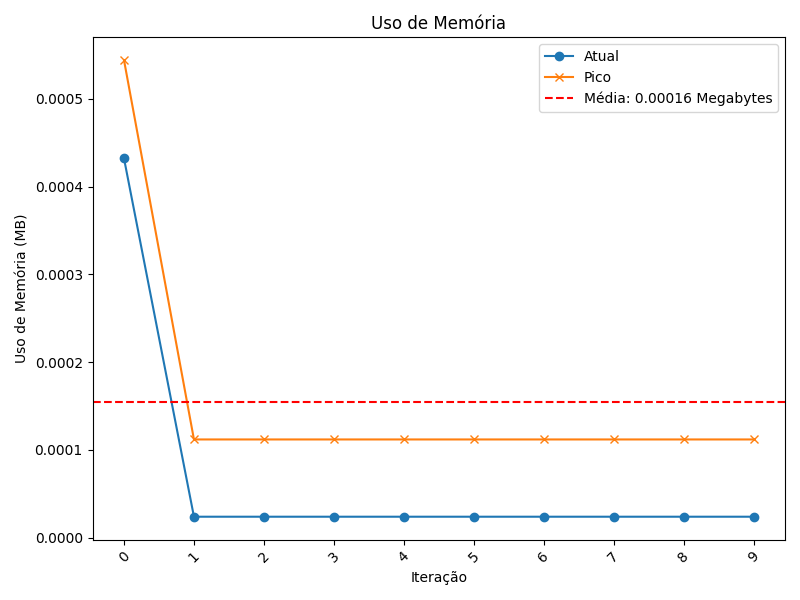 Uso de Memória
Atual
Pico
Média: 0.00016 Megabytes
Uso de Memória (MB)
0.0005
0.0004
0.0003
0.0002
0.0001
0.0000
0 1 2 3 4 5 6 7 8 9
Iteração